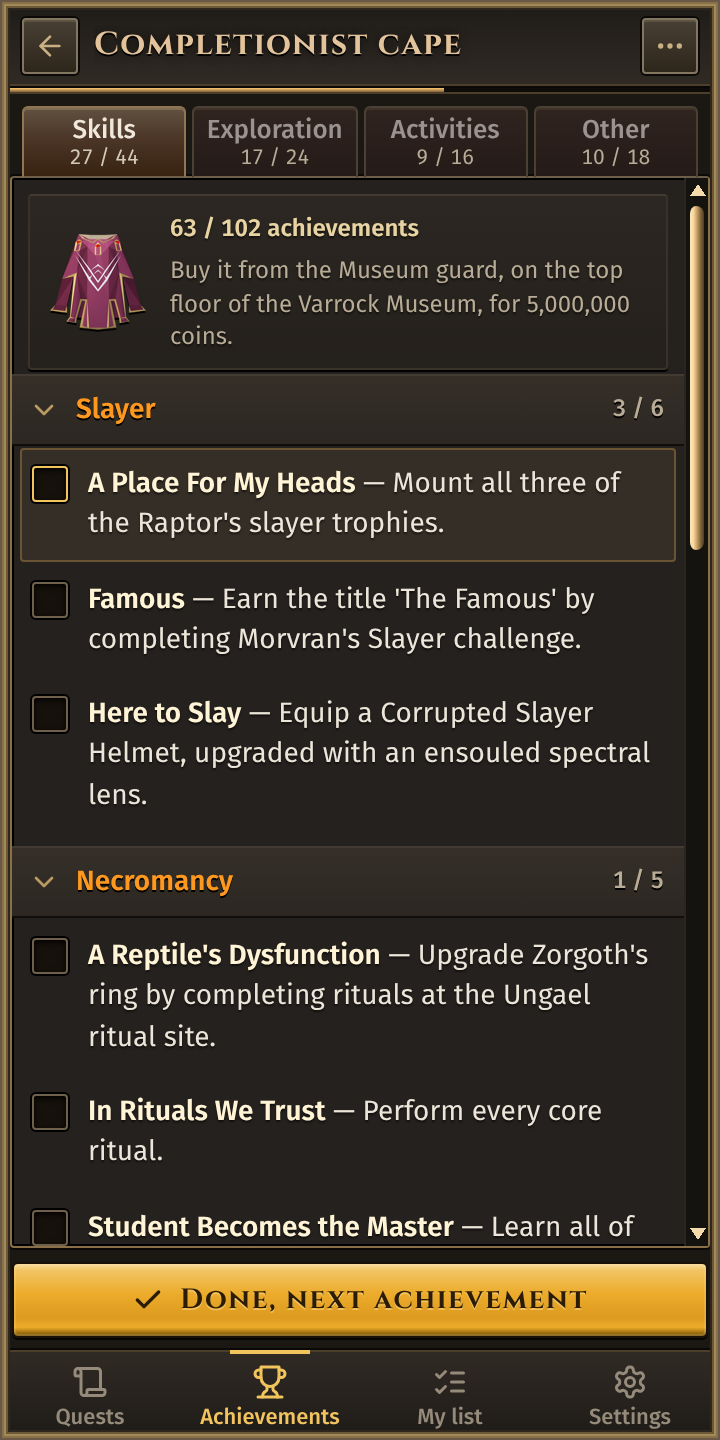 Completionist cape
Skills
27 / 44
Exploration
17 / 24
Activities
9 / 16
Other
10 / 18
63 / 102 achievements
Buy it from the Museum guard, on the top
floor of the Varrock Museum, for 5,000,000
coins.
Slayer
3 / 6
A Place For My Heads — Mount all three of
the Raptor's slayer trophies.
Famous — Earn the title 'The Famous' by
completing Morvran's Slayer challenge.
Here to Slay — Equip a Corrupted Slayer
Helmet, upgraded with an ensouled spectral
lens.
Necromancy
1 / 5
A Reptile's Dysfunction — Upgrade Zorgoth's
ring by completing rituals at the Ungael
ritual site.
In Rituals We Trust — Perform every core
ritual.
Student Becomes the Master — Learn all of
Done, next achievement
Quests
Achievements
My list
Settings